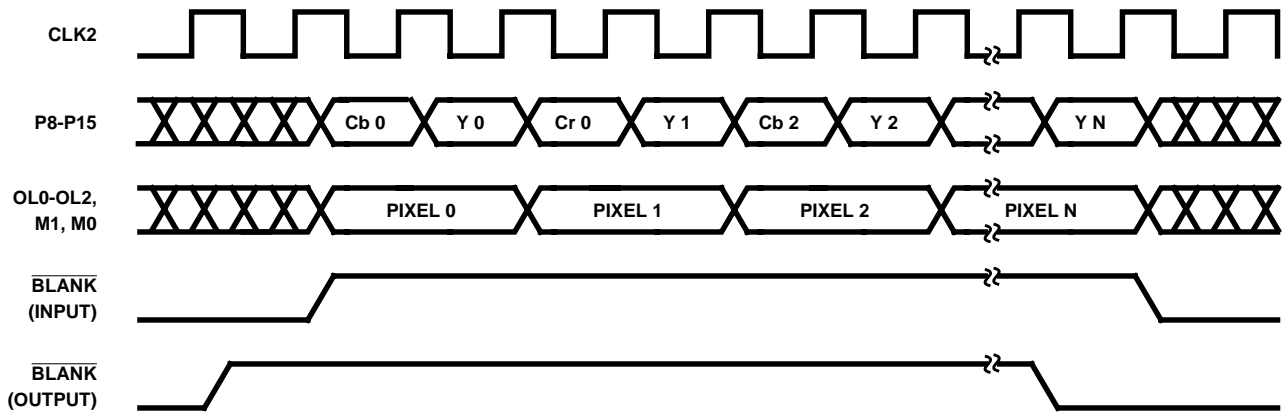 CLK2
P8-P15
Cb 0 Y 0 Cr 0 Y 1 Cb 2 Y 2 Y N
OL0-OL2,
M1, M0
PIXEL 0 PIXEL 1 PIXEL 2 PIXEL N
BLANK
(INPUT)
BLANK
(OUTPUT)